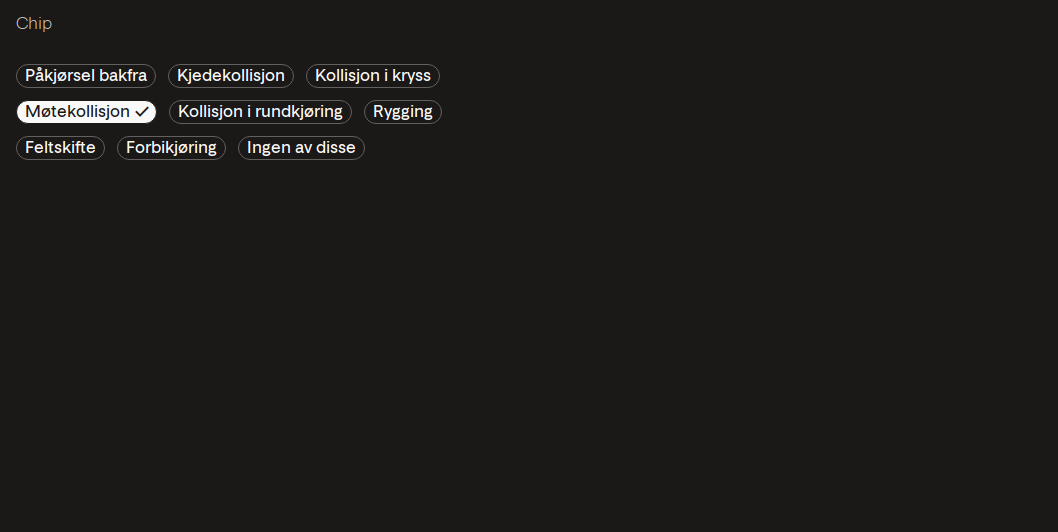 Chip
Påkjørsel bakfra Kjedekollisjon Kollisjon i kryss
Møtekollisjon Kollisjon i rundkjøring Rygging
Feltskifte Forbikjøring Ingen av disse